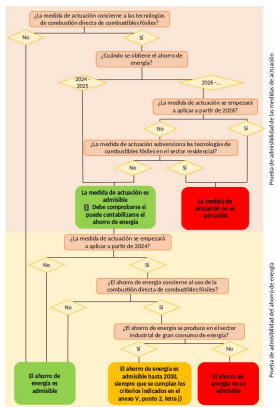 ¿La medida de actuación concierne a las tecnologías
de combustión directa de combustibles fósiles?
No
Sí
¿Cuándo se obtiene el ahorro de
energía?
2024 -
2025
2026 -...
¿La medida de actuación se empezará
a aplicar a partir de 2026?
No
Sí
¿La medida de actuación subvenciona las tecnologías de
combustibles fósiles en el sector residencial?
No
Sí
La medida de actuación es
admisible
Debe comprobarse si
puede contabilizarse el
ahorro de energía
La medida de
actuación no es
admisible
Prueba de admisibilidad de las medidas de actuación
¿La medida de actuación se empezará
a aplicar a partir de 2024?
No
Sí
¿El ahorro de energía concierne al uso de la
combustión directa de combustibles fósiles?
No
Sí
¿El ahorro de energía se produce en el sector
industrial de gran consumo de energía?
Sí
No
El ahorro de
energía es
admisible
El ahorro de energía es
admisible hasta 2030,
siempre que se cumplan los
criterios indicados en el
anexo V, punto 2, letra j)
El ahorro de
energía no es
admisible
Prueba de admisibilidad del ahorro de energía